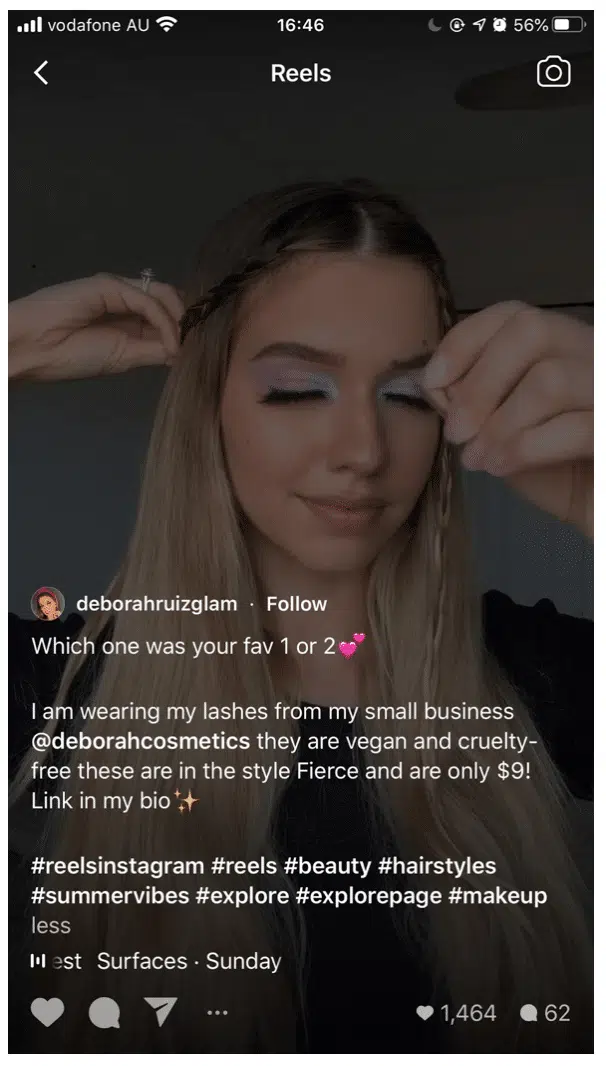 vodafone AU 16:46 56%
Reels
deborahruizglam · Follow
Which one was your fav 1 or 2💕
I am wearing my lashes from my small business
@deborahcosmetics they are vegan and cruelty-
free these are in the style Fierce and are only $9!
Link in my bio✨
#reelsinstagram #reels #beauty #hairstyles
#summervibes #explore #explorepage #makeup
less
est Surfaces · Sunday
... 1,464 62